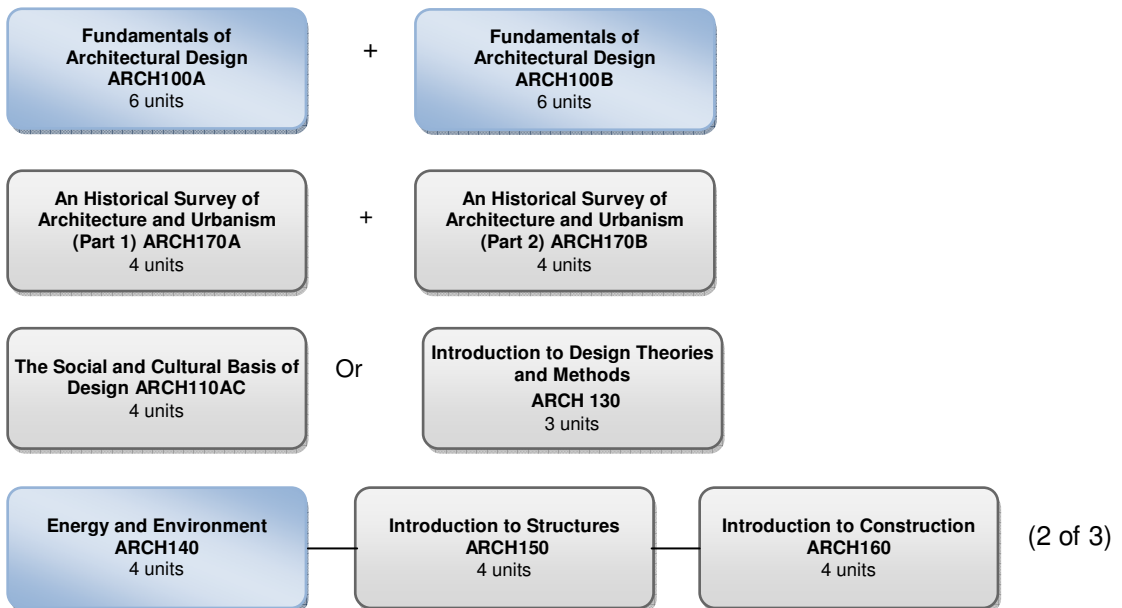 Fundamentals of
Architectural Design
ARCH100A
6 units
+
Fundamentals of
Architectural Design
ARCH100B
6 units
An Historical Survey of
Architecture and Urbanism
(Part 1) ARCH170A
4 units
+
An Historical Survey of
Architecture and Urbanism
(Part 2) ARCH170B
4 units
The Social and Cultural Basis of
Design ARCH110AC
4 units
Or
Introduction to Design Theories
and Methods
ARCH 130
3 units
Energy and Environment
ARCH140
4 units
Introduction to Structures
ARCH150
4 units
Introduction to Construction
ARCH160
4 units
(2 of 3)